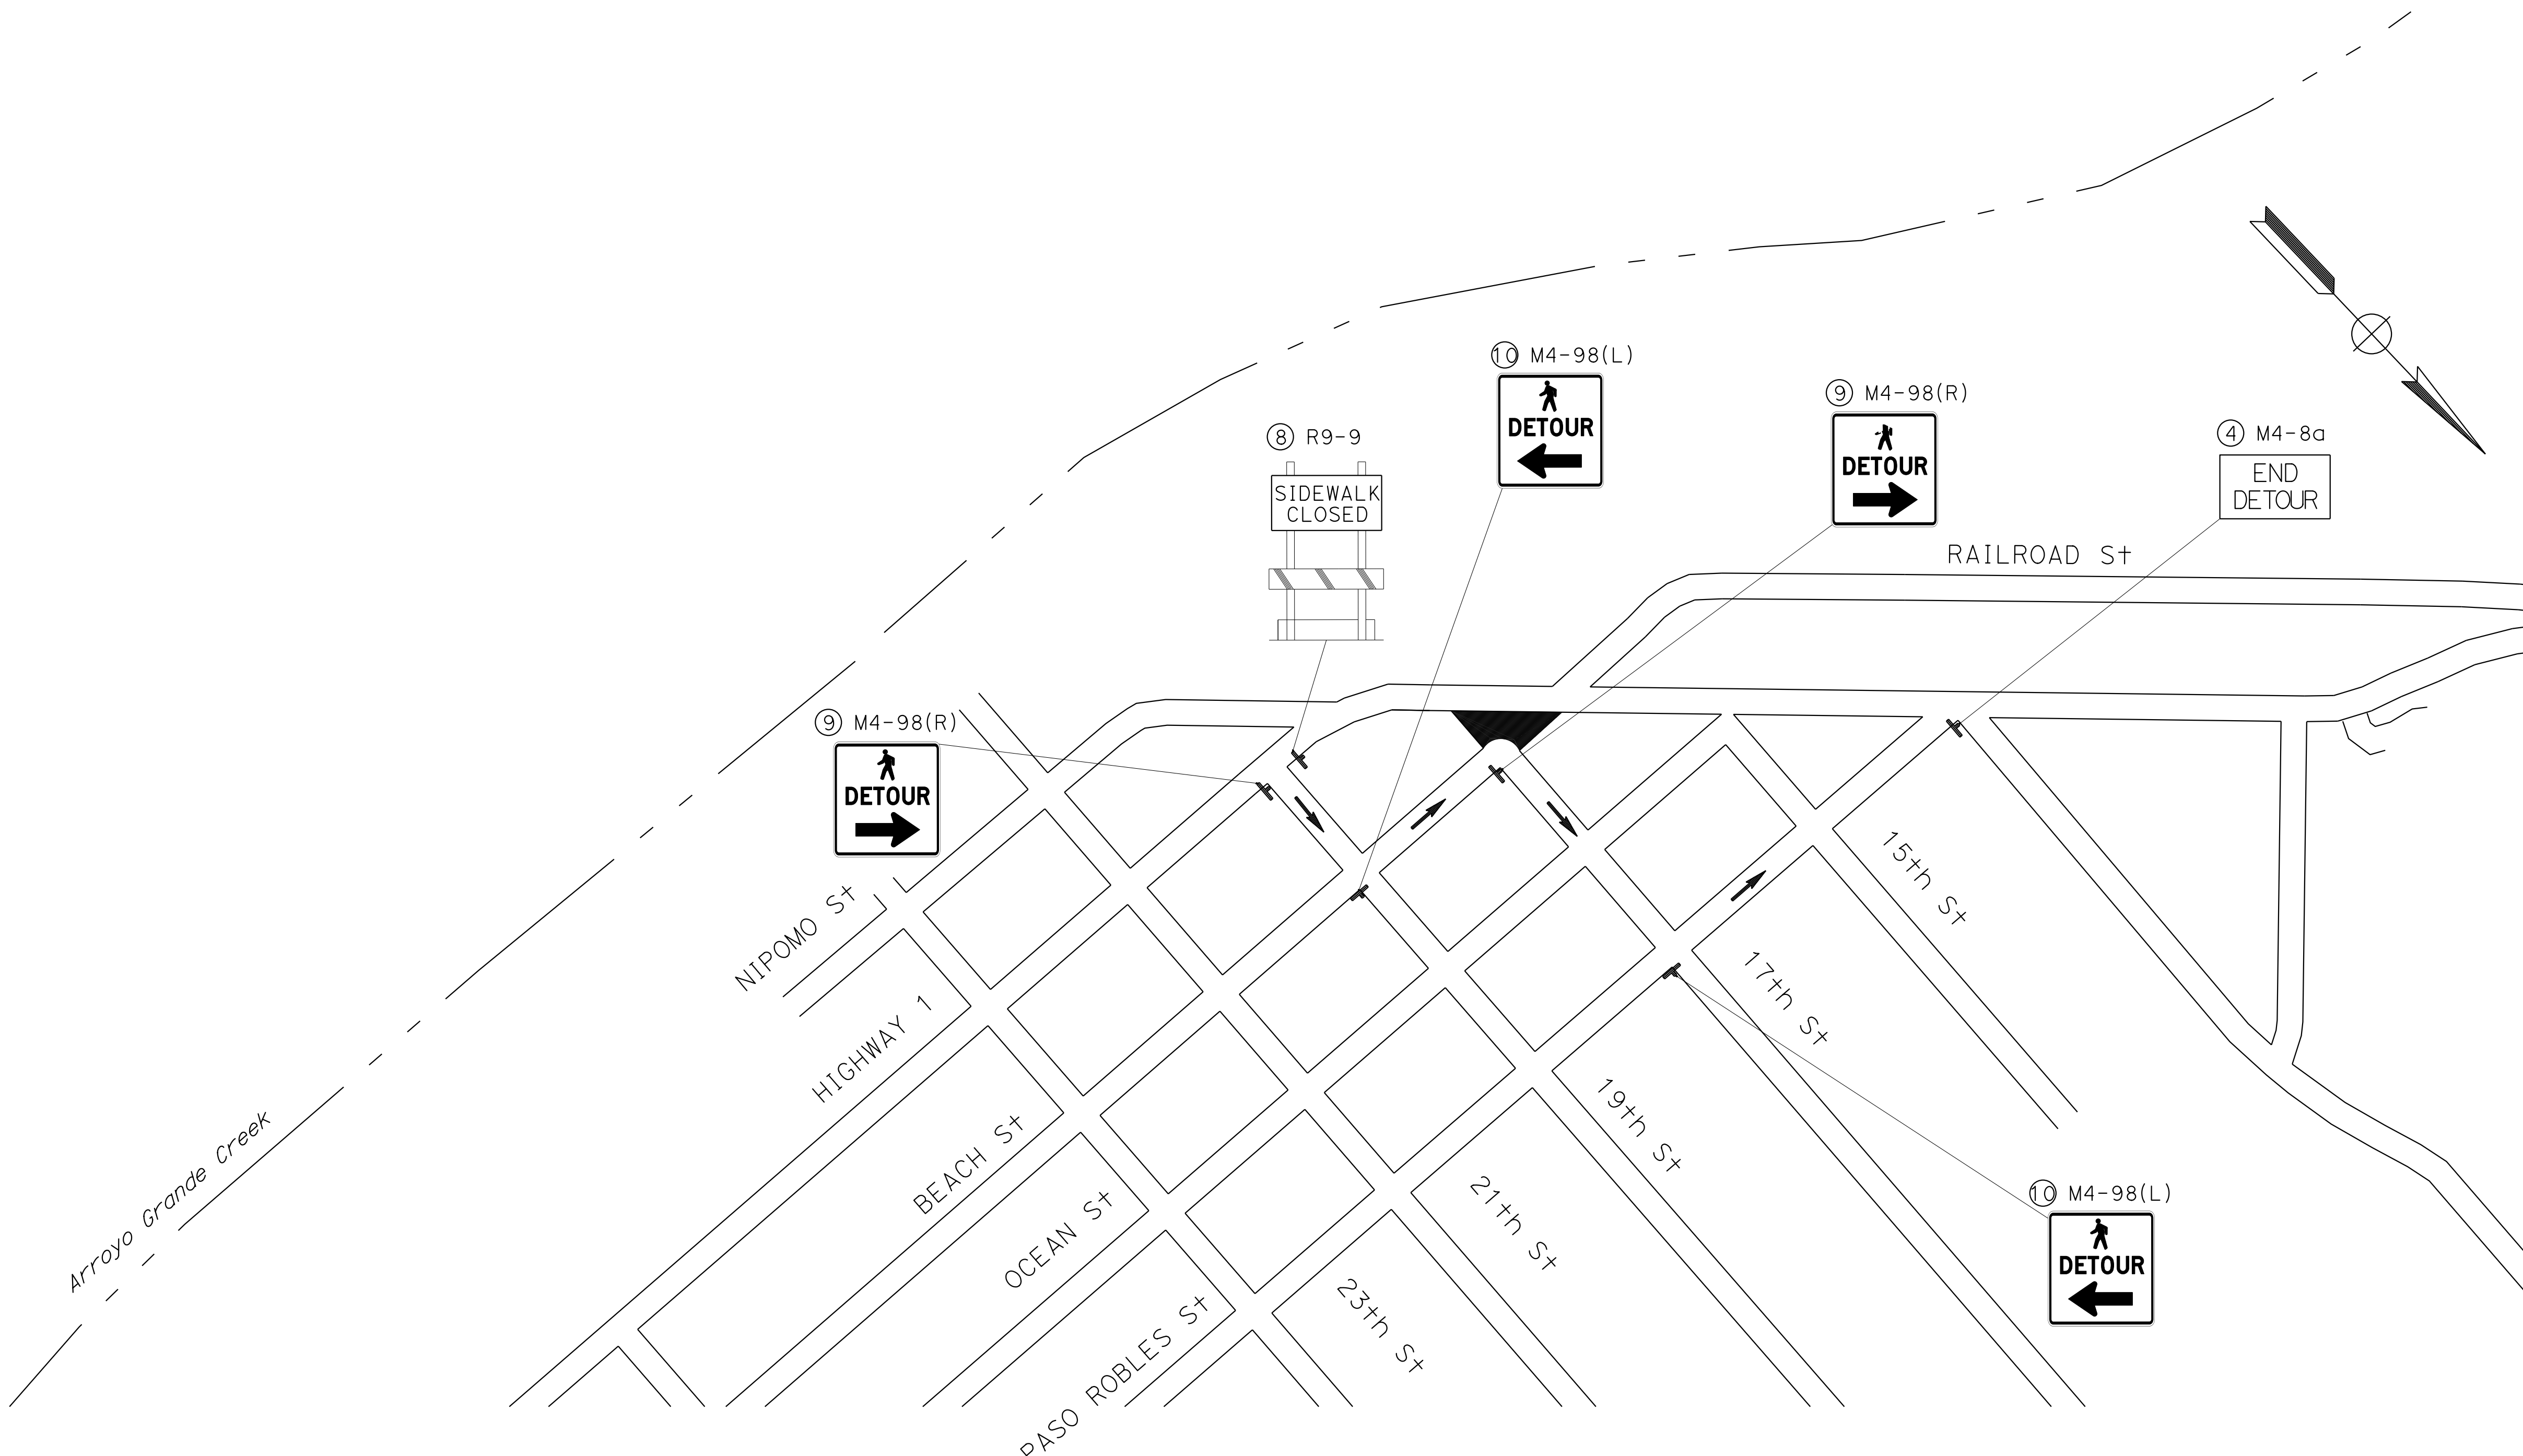 10 M4-98(L)
DETOUR
9 M4-98(R)
DETOUR
8 R9-9
SIDEWALK
CLOSED
4 M4-8a
END
DETOUR
RAILROAD St
9 M4-98(R)
DETOUR
NIPOMO St
HIGHWAY 1
BEACH St
OCEAN St
PASO ROBLES St
15th St
17th St
19th St
21th St
23th St
Arroyo Grande Creek
10 M4-98(L)
DETOUR